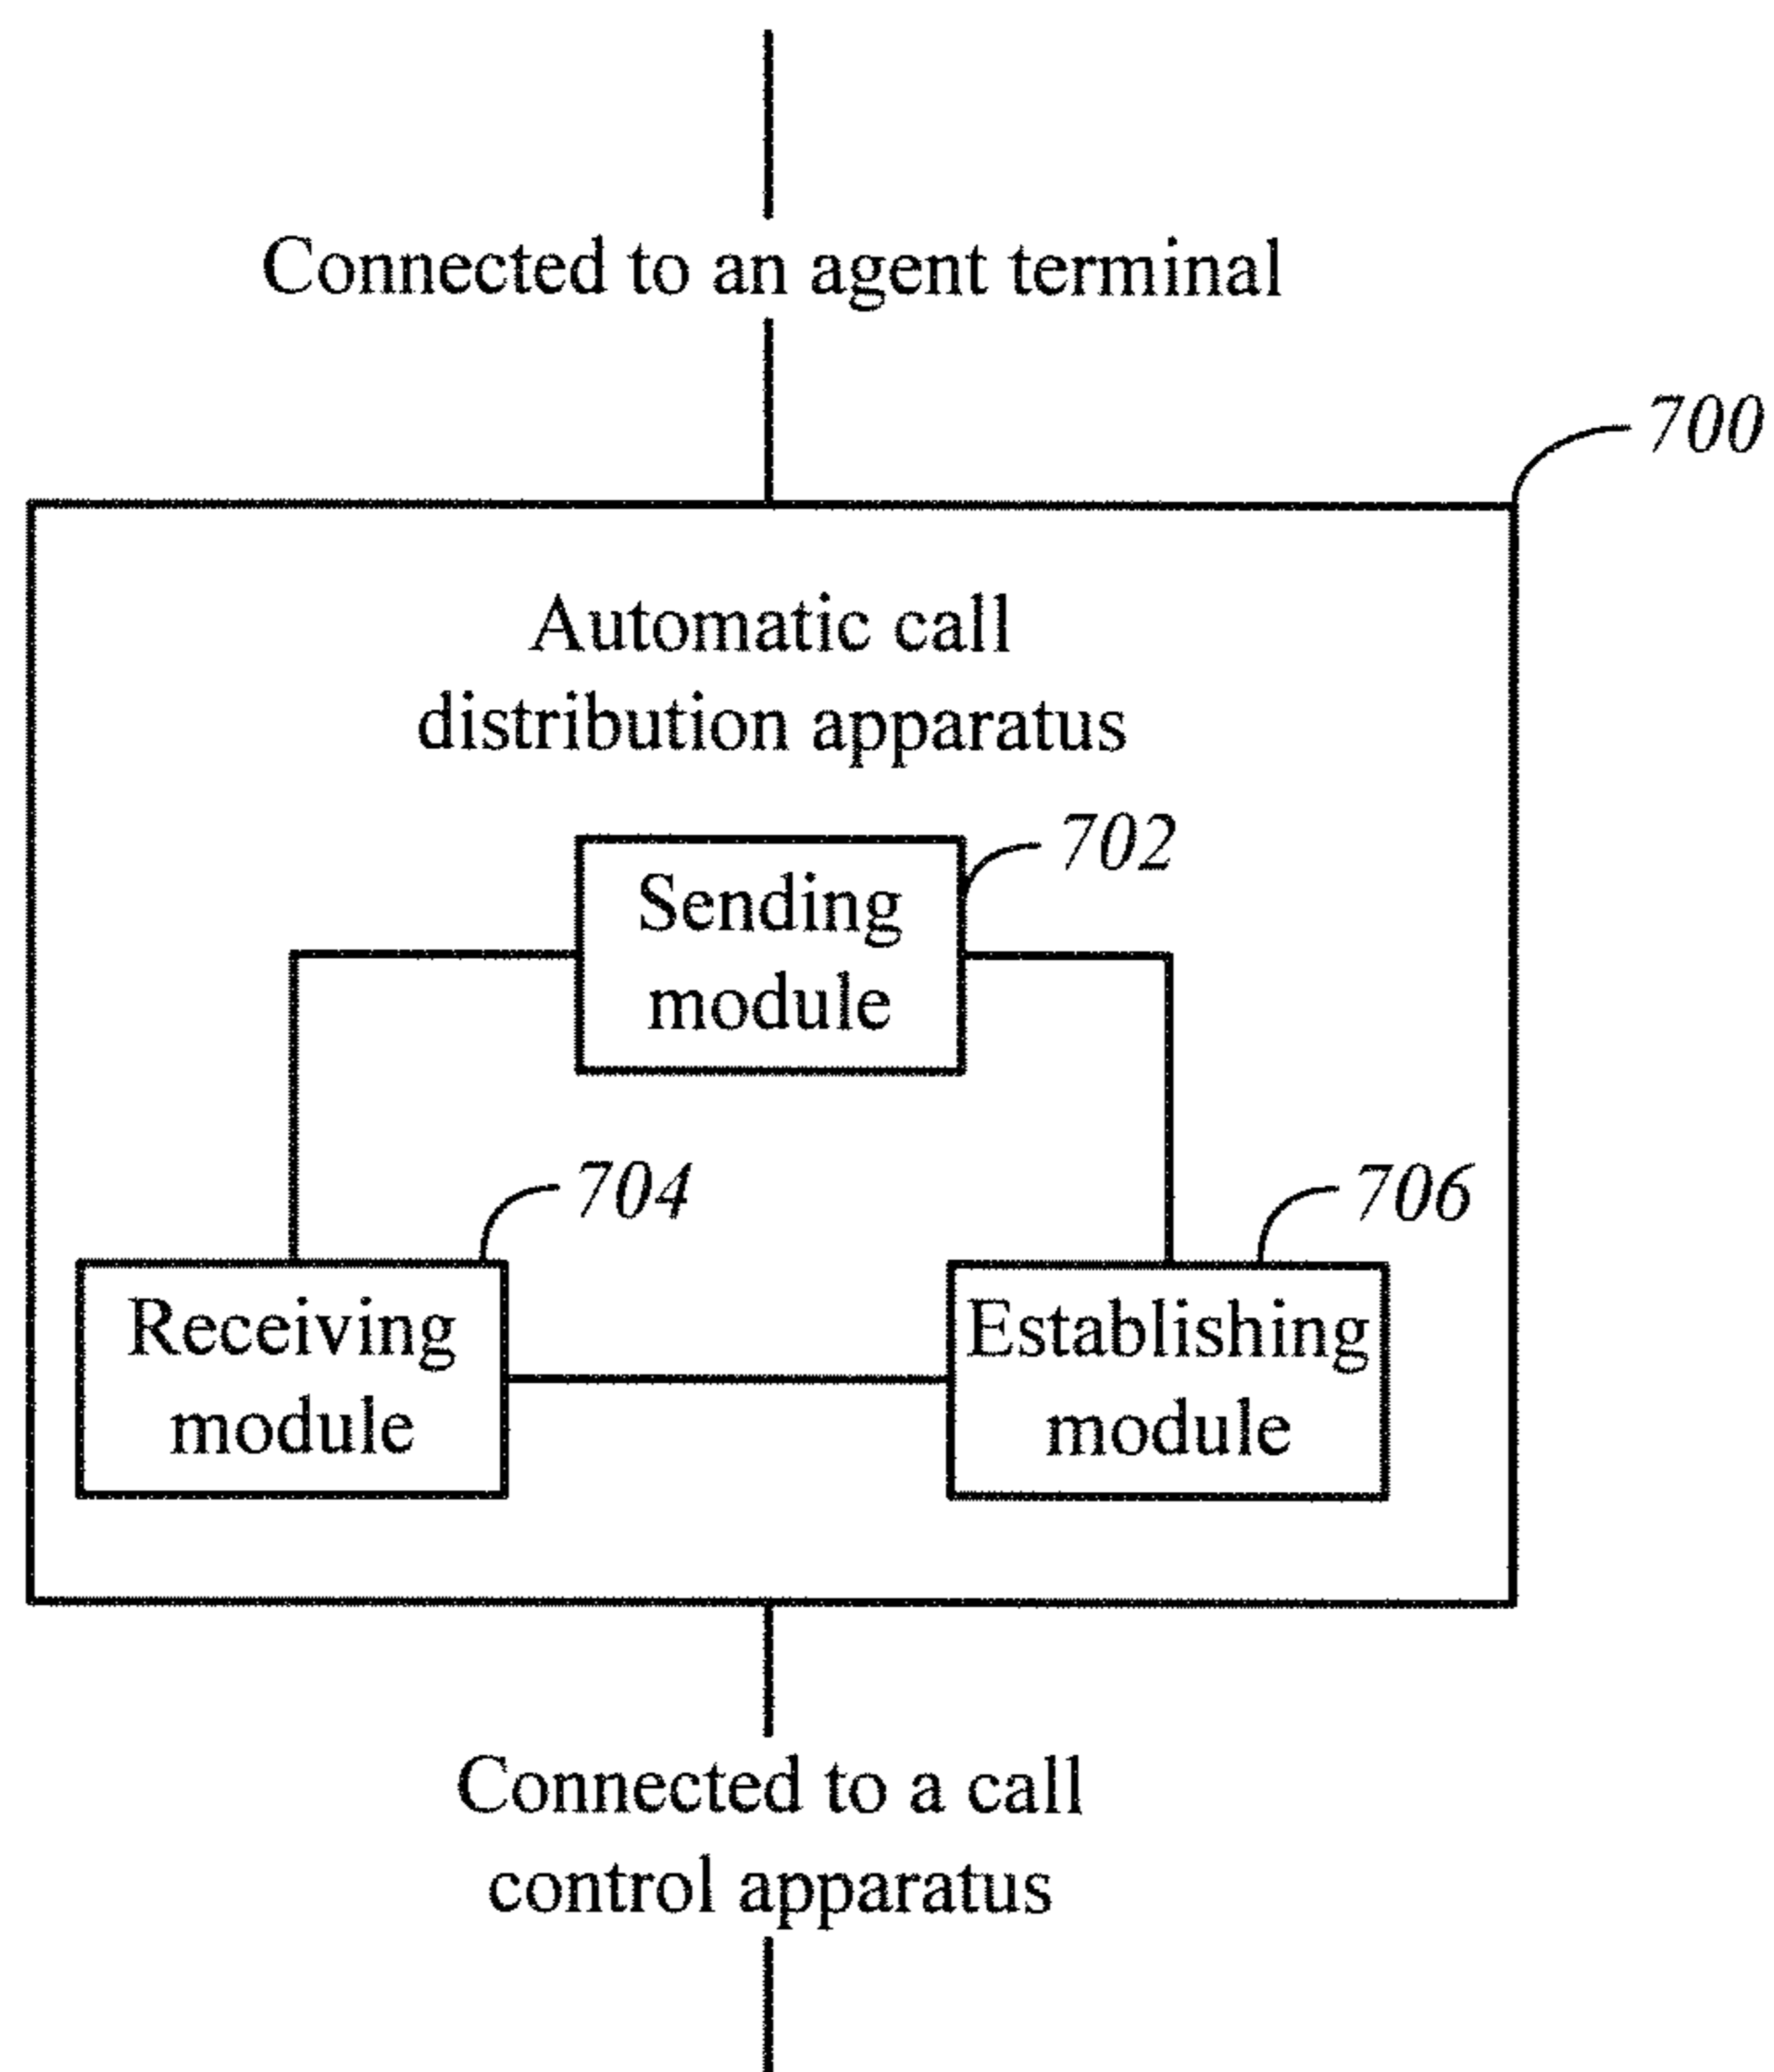 Connected to an agent terminal
700
Automatic call
distribution apparatus
702
Sending
module
704
706
Receiving
module
Establishing
module
Connected to a call
control apparatus